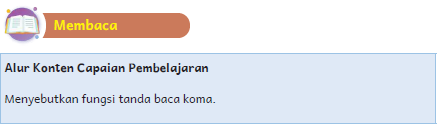 Membaca
Alur Konten Capaian Pembelajaran
Menyebutkan fungsi tanda baca koma.